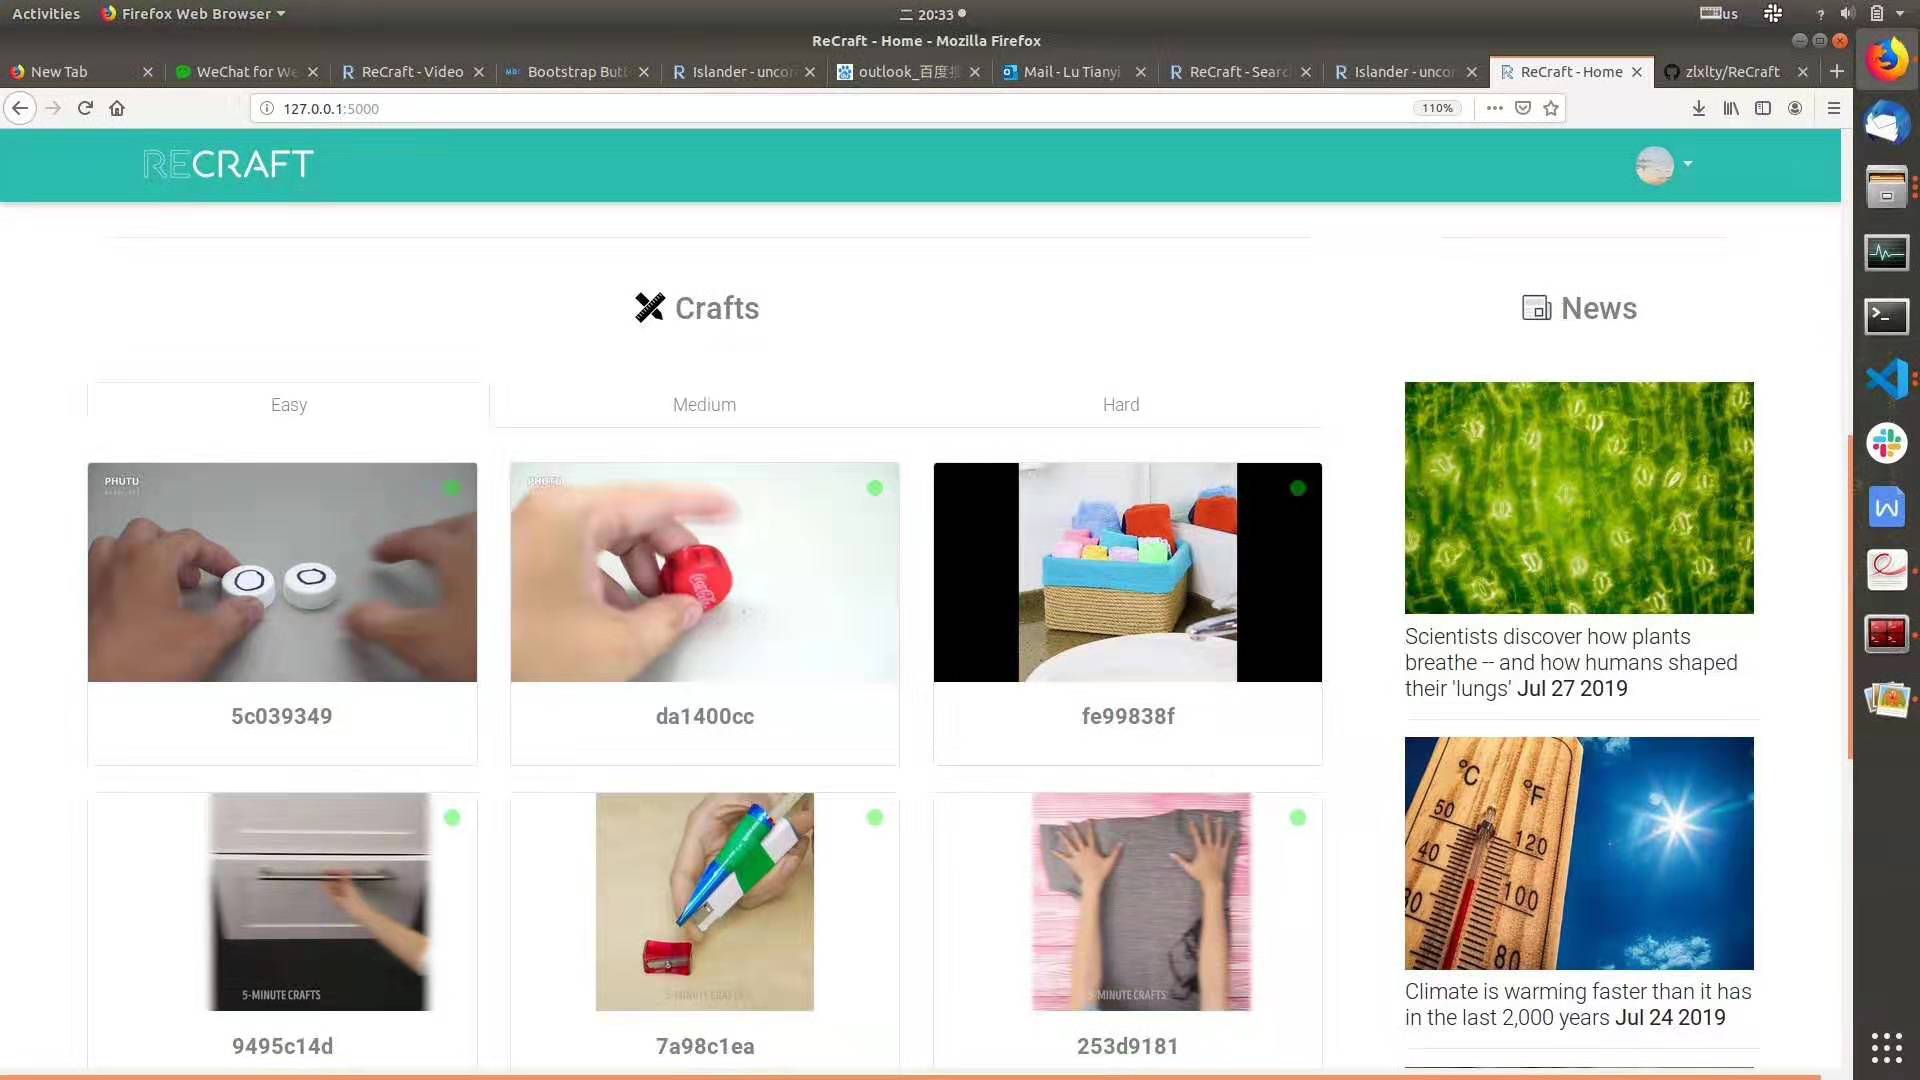 Activities
Firefox Web Browser
二 20:33
us
?
ReCraft - Home - Mozilla Firefox
New Tab
WeChat for We
ReCraft - Video
Bootstrap Butt
Islander - uncor
outlook_百度搜
Mail - Lu Tianyi
ReCraft - Searc
Islander - uncor
ReCraft - Home
zlxlty/ReCraft
127.0.0.1:5000
110%
RECRAFT
Crafts
News
Easy
Medium
Hard
PHUTU
PHUTU
5c039349
da1400cc
fe99838f
Scientists discover how plants
breathe -- and how humans shaped
their 'lungs' Jul 27 2019
°C
°F
50
120
40
100
80
5-MINUTE CRAFTS
5-MINUTE CRAFTS
5-MINUTE CRAFTS
9495c14d
7a98c1ea
253d9181
Climate is warming faster than it has
in the last 2,000 years Jul 24 2019